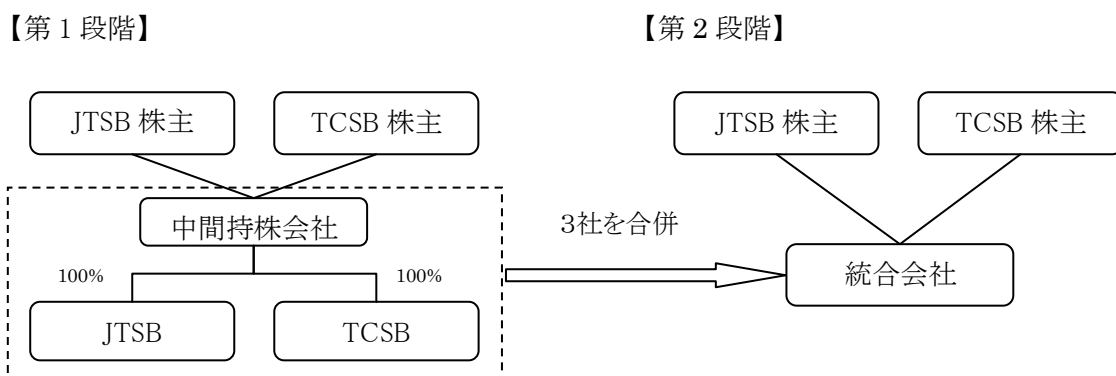 【第1段階】
【第2段階】
JTSB 株主
TCSB 株主
JTSB 株主
TCSB 株主
中間持株会社
3社を合併
100%
100%
統合会社
JTSB
TCSB